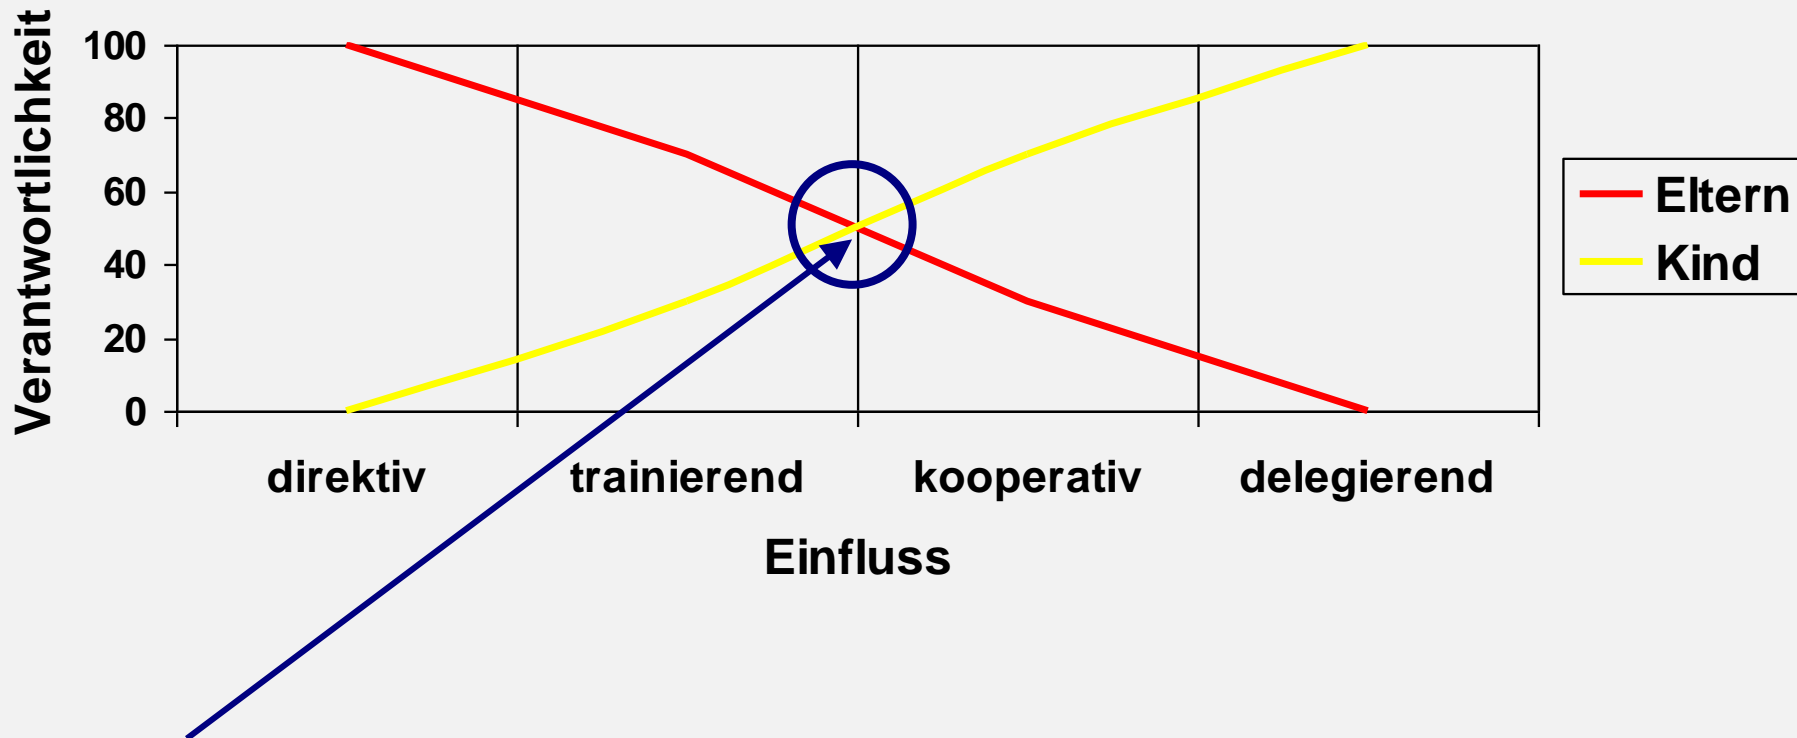 Verantwortlichkeit
100
80
60
40
20
0
direktiv trainierend kooperativ delegierend
Einfluss
Eltern
Kind